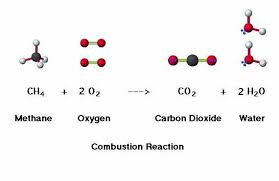 CH4 + 2 O2 ---> CO2 + 2 H2O
Methane Oxygen Carbon Dioxide Water
Combustion Reaction